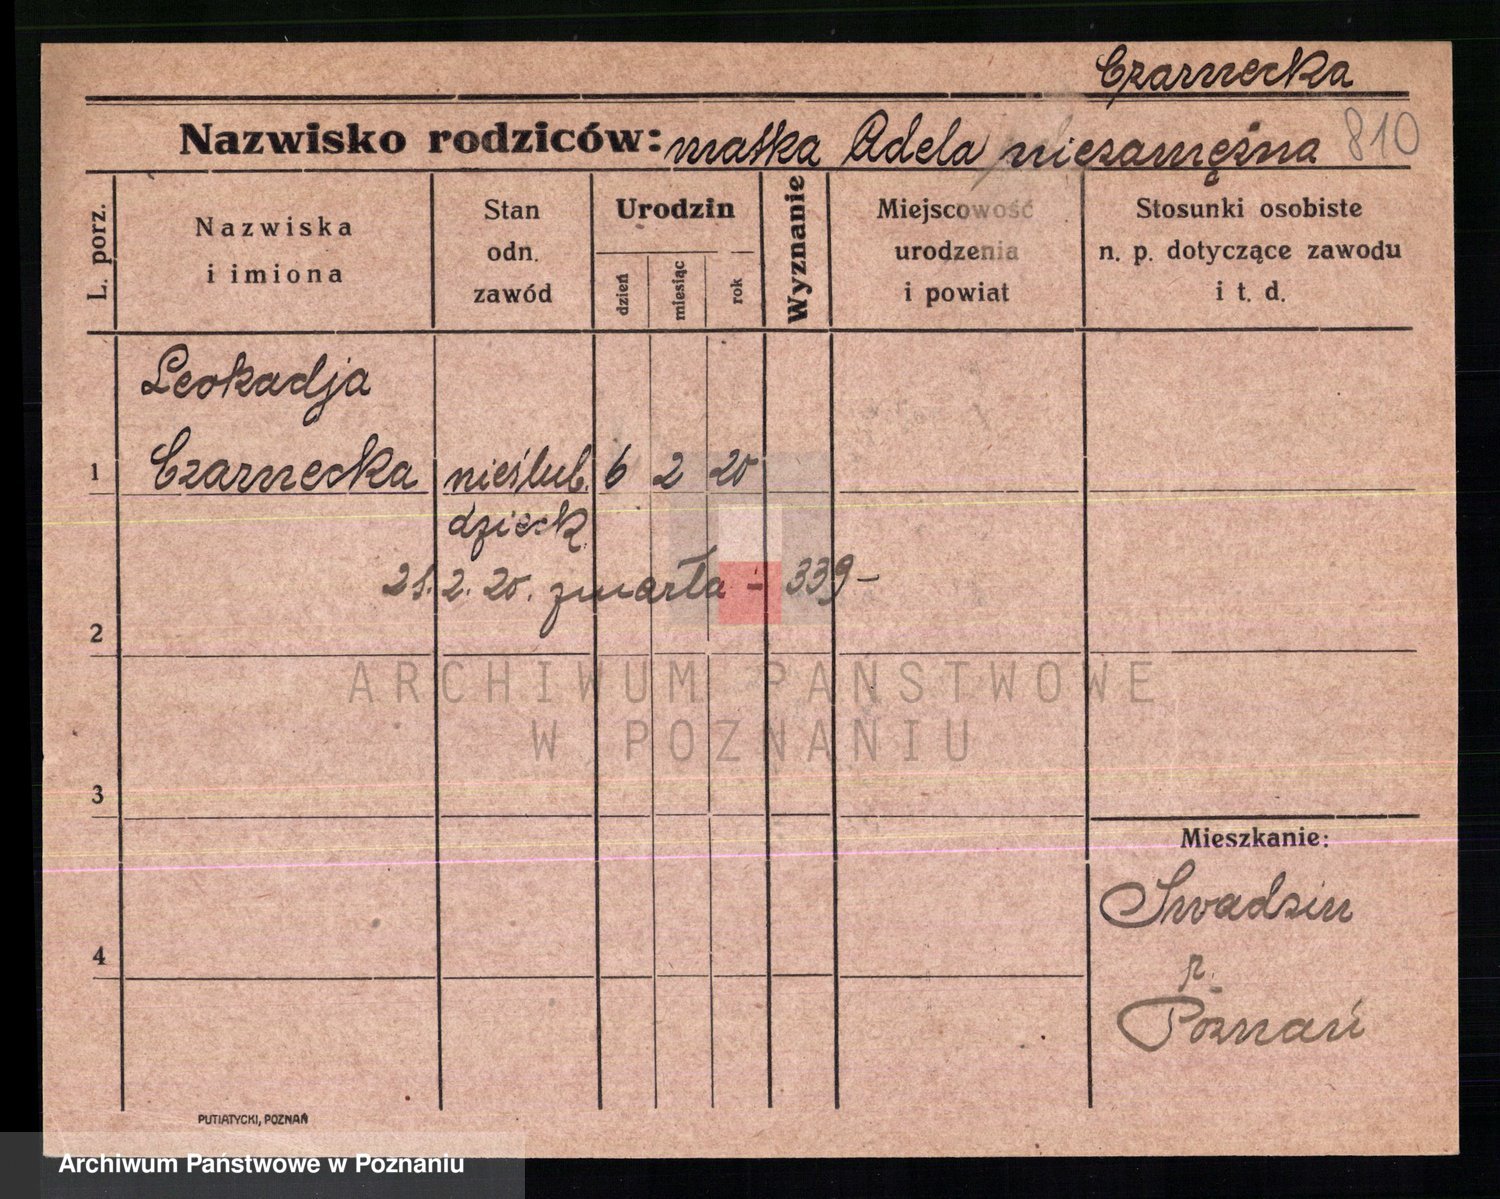 Czarnecka
Nazwisko rodziców: matka Adela niezamężna 810
L. porz.
Nazwiska
i imiona
Stan
odn.
zawód
Urodzin
dzień
miesiąc
rok
Wyznanie
Miejscowość
urodzenia
i powiat
Stosunki osobiste
n. p. dotyczące zawodu
i t. d.
Leokadja
1 Czarnecka nieślub. 6 2 20
dzieck.
21.2.20. zmarła - 339 -
2
ARCHIWUM PAŃSTWOWE
W POZNANIU
3
Mieszkanie:
Swadzin
4
p.
Poznań
PUTIATYCKI, POZNAŃ
Archiwum Państwowe w Poznaniu